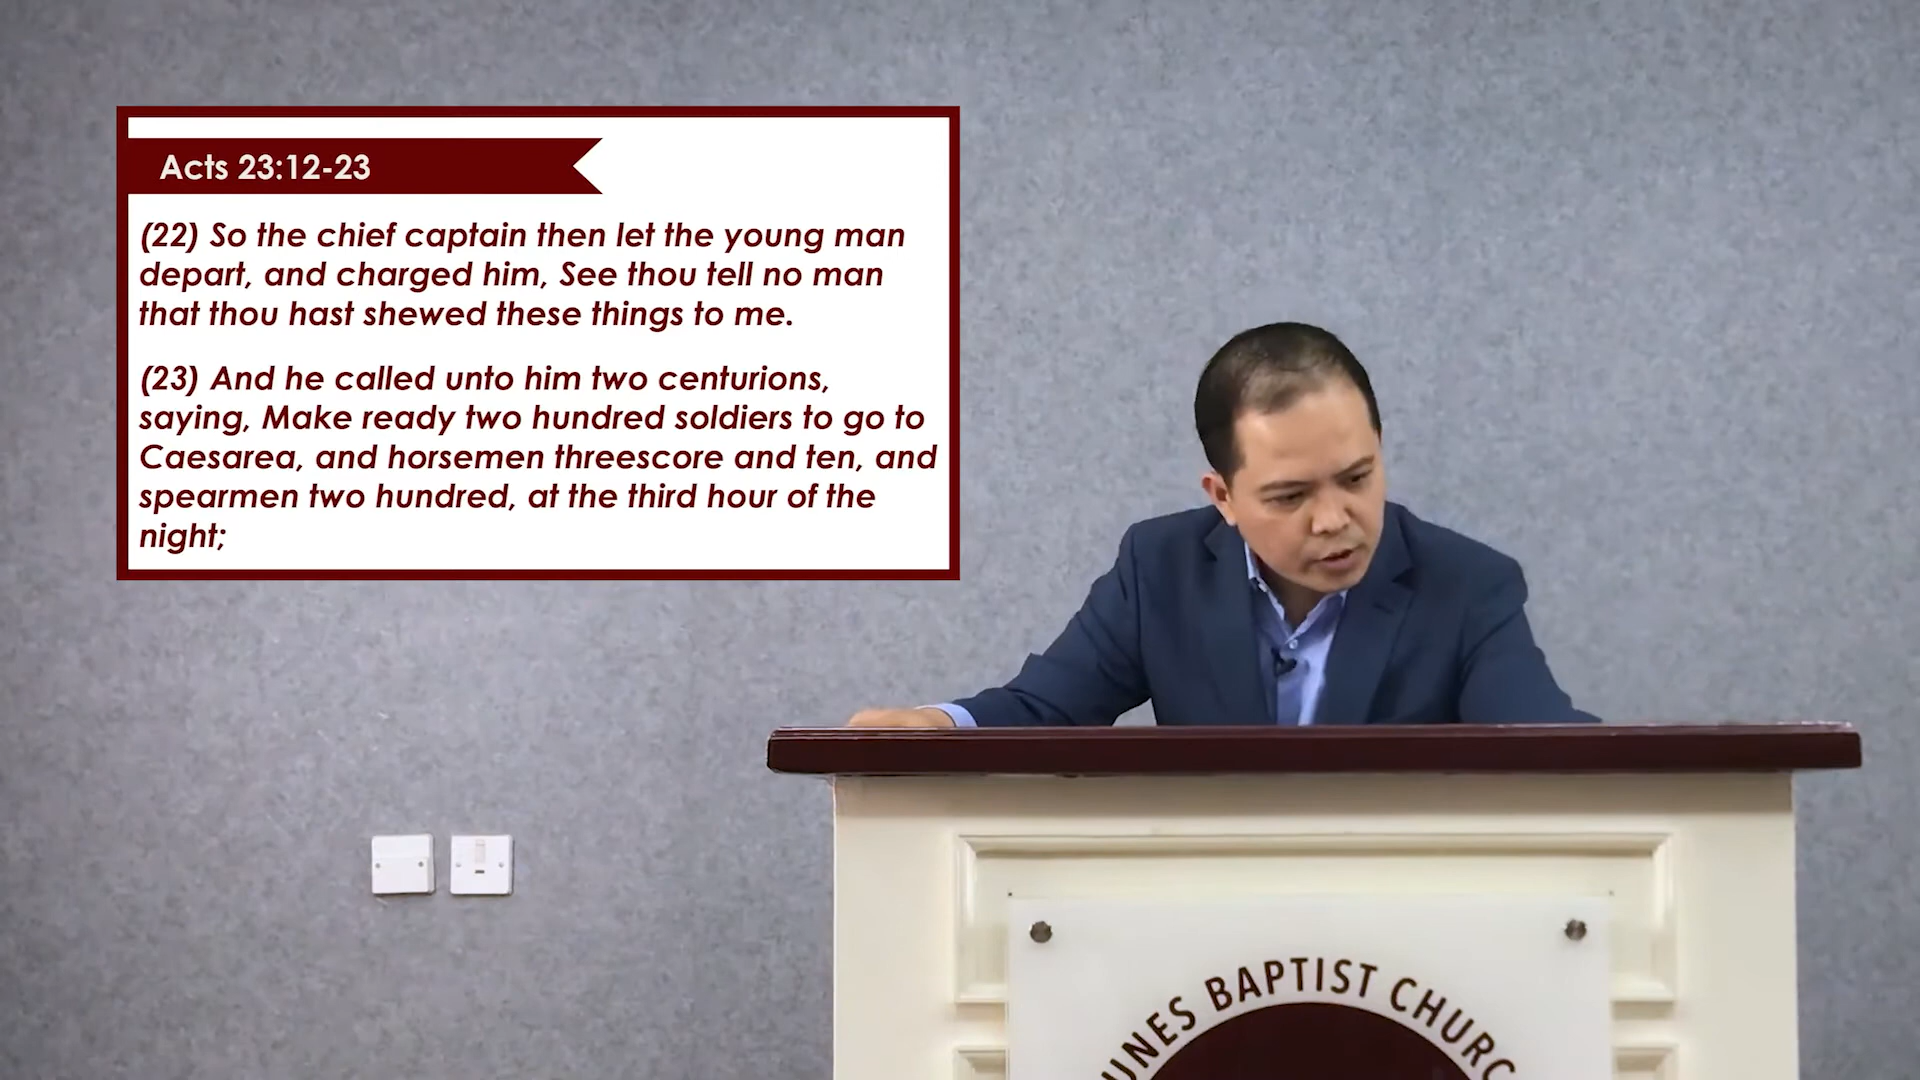 Acts 23:12-23
(22) So the chief captain then let the young man
depart, and charged him, See thou tell no man
that thou hast shewed these things to me.
(23) And he called unto him two centurions,
saying, Make ready two hundred soldiers to go to
Caesarea, and horsemen threescore and ten, and
spearmen two hundred, at the third hour of the
night;
BAPTIST